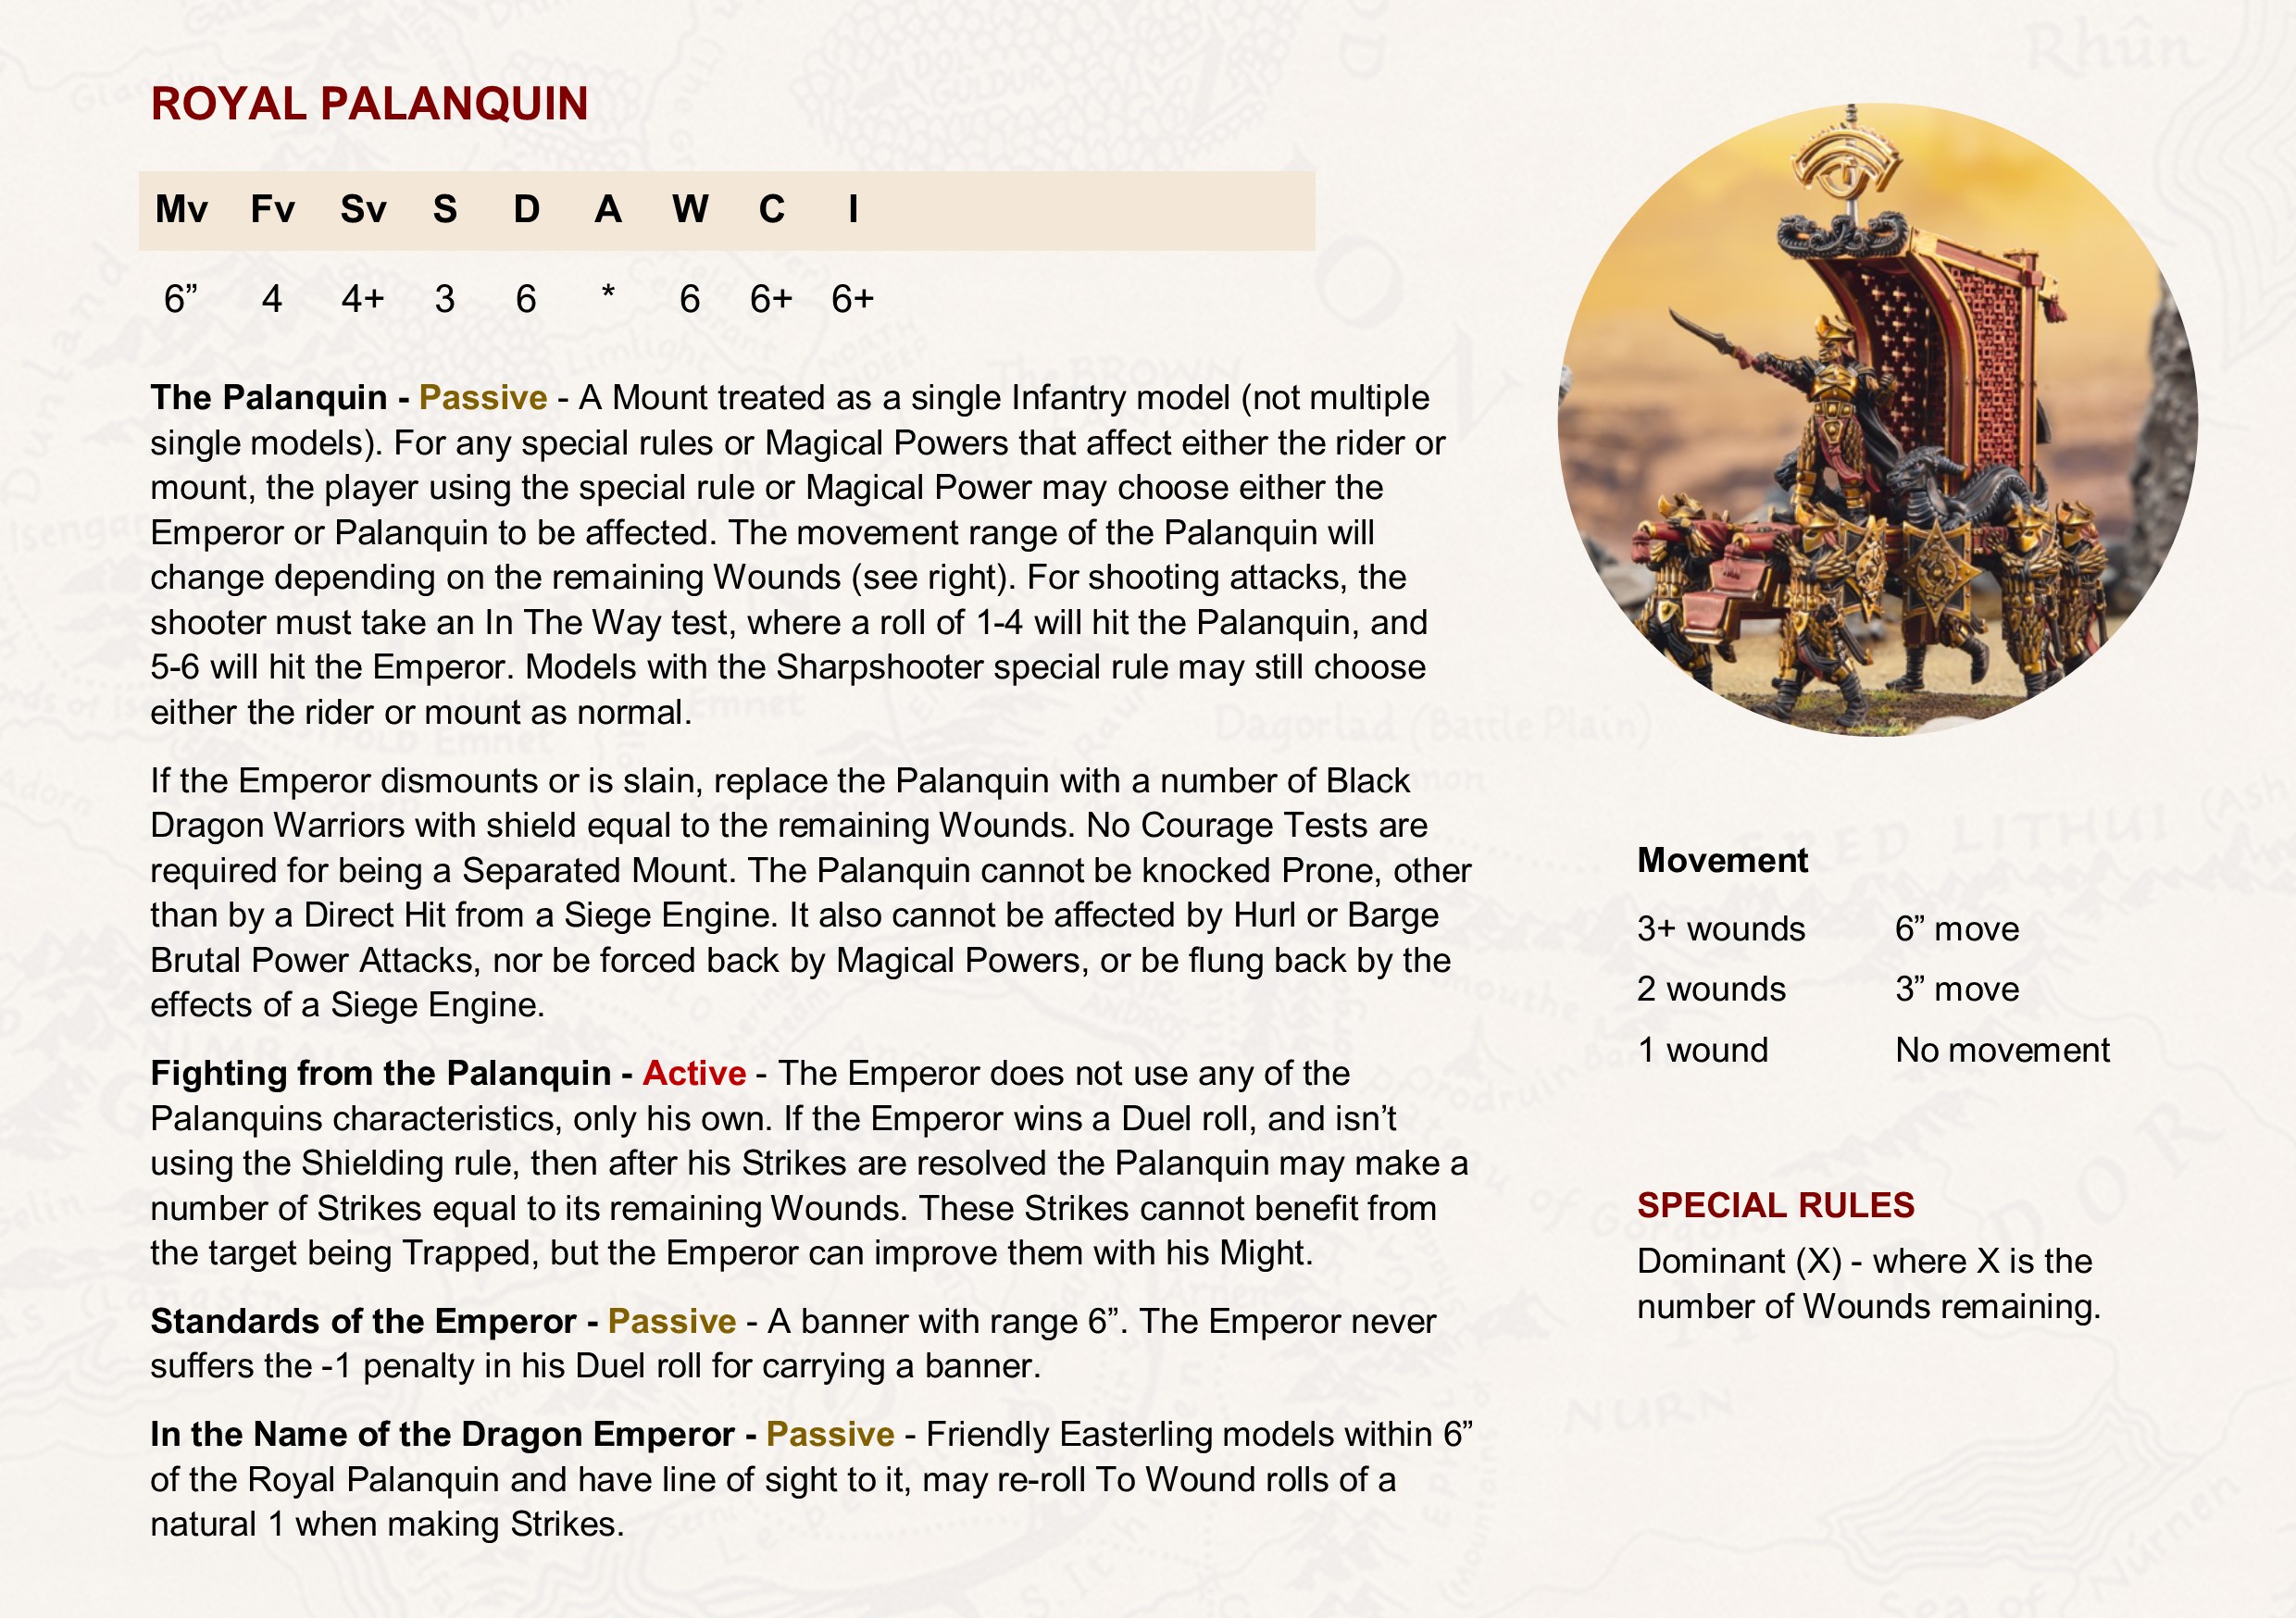 ROYAL PALANQUIN
Mv Fv Sv S D A W C I
6” 4 4+ 3 6 * 6 6+ 6+
The Palanquin - Passive - A Mount treated as a single Infantry model (not multiple
single models). For any special rules or Magical Powers that affect either the rider or
mount, the player using the special rule or Magical Power may choose either the
Emperor or Palanquin to be affected. The movement range of the Palanquin will
change depending on the remaining Wounds (see right). For shooting attacks, the
shooter must take an In The Way test, where a roll of 1-4 will hit the Palanquin, and
5-6 will hit the Emperor. Models with the Sharpshooter special rule may still choose
either the rider or mount as normal.
If the Emperor dismounts or is slain, replace the Palanquin with a number of Black
Dragon Warriors with shield equal to the remaining Wounds. No Courage Tests are
required for being a Separated Mount. The Palanquin cannot be knocked Prone, other
than by a Direct Hit from a Siege Engine. It also cannot be affected by Hurl or Barge
Brutal Power Attacks, nor be forced back by Magical Powers, or be flung back by the
effects of a Siege Engine.
Fighting from the Palanquin - Active - The Emperor does not use any of the
Palanquins characteristics, only his own. If the Emperor wins a Duel roll, and isn’t
using the Shielding rule, then after his Strikes are resolved the Palanquin may make a
number of Strikes equal to its remaining Wounds. These Strikes cannot benefit from
the target being Trapped, but the Emperor can improve them with his Might.
Standards of the Emperor - Passive - A banner with range 6”. The Emperor never
suffers the -1 penalty in his Duel roll for carrying a banner.
In the Name of the Dragon Emperor - Passive - Friendly Easterling models within 6”
of the Royal Palanquin and have line of sight to it, may re-roll To Wound rolls of a
natural 1 when making Strikes.
Movement
3+ wounds 6” move
2 wounds 3” move
1 wound No movement
SPECIAL RULES
Dominant (X) - where X is the
number of Wounds remaining.
Rhûn
Dagorlad (Battle Plain)
NURN
Sea of Núrnen